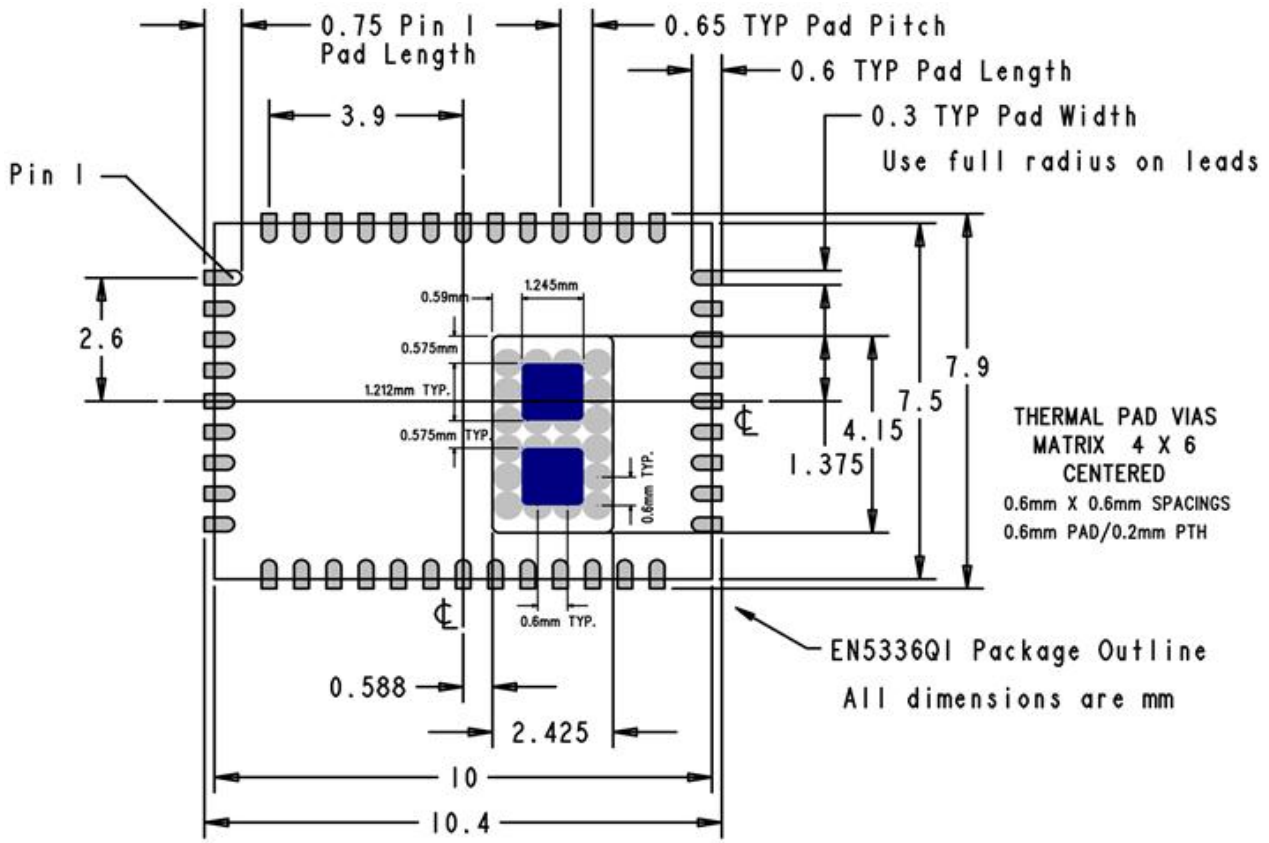 0.75 Pin 1
Pad Length
0.65 TYP Pad Pitch
0.6 TYP Pad Length
3.9
0.3 TYP Pad Width
Use full radius on leads
Pin 1
2.6
0.59mm
1.245mm
0.575mm
1.212mm TYP.
0.575mm TYP.
0.6mm TYP.
0.6mm TYP.
1.375
4.15
7.5
7.9
THERMAL PAD VIAS
MATRIX 4 X 6
CENTERED
0.6mm X 0.6mm SPACINGS
0.6mm PAD/0.2mm PTH
℄
℄
EN5336QI Package Outline
All dimensions are mm
0.588
2.425
10
10.4